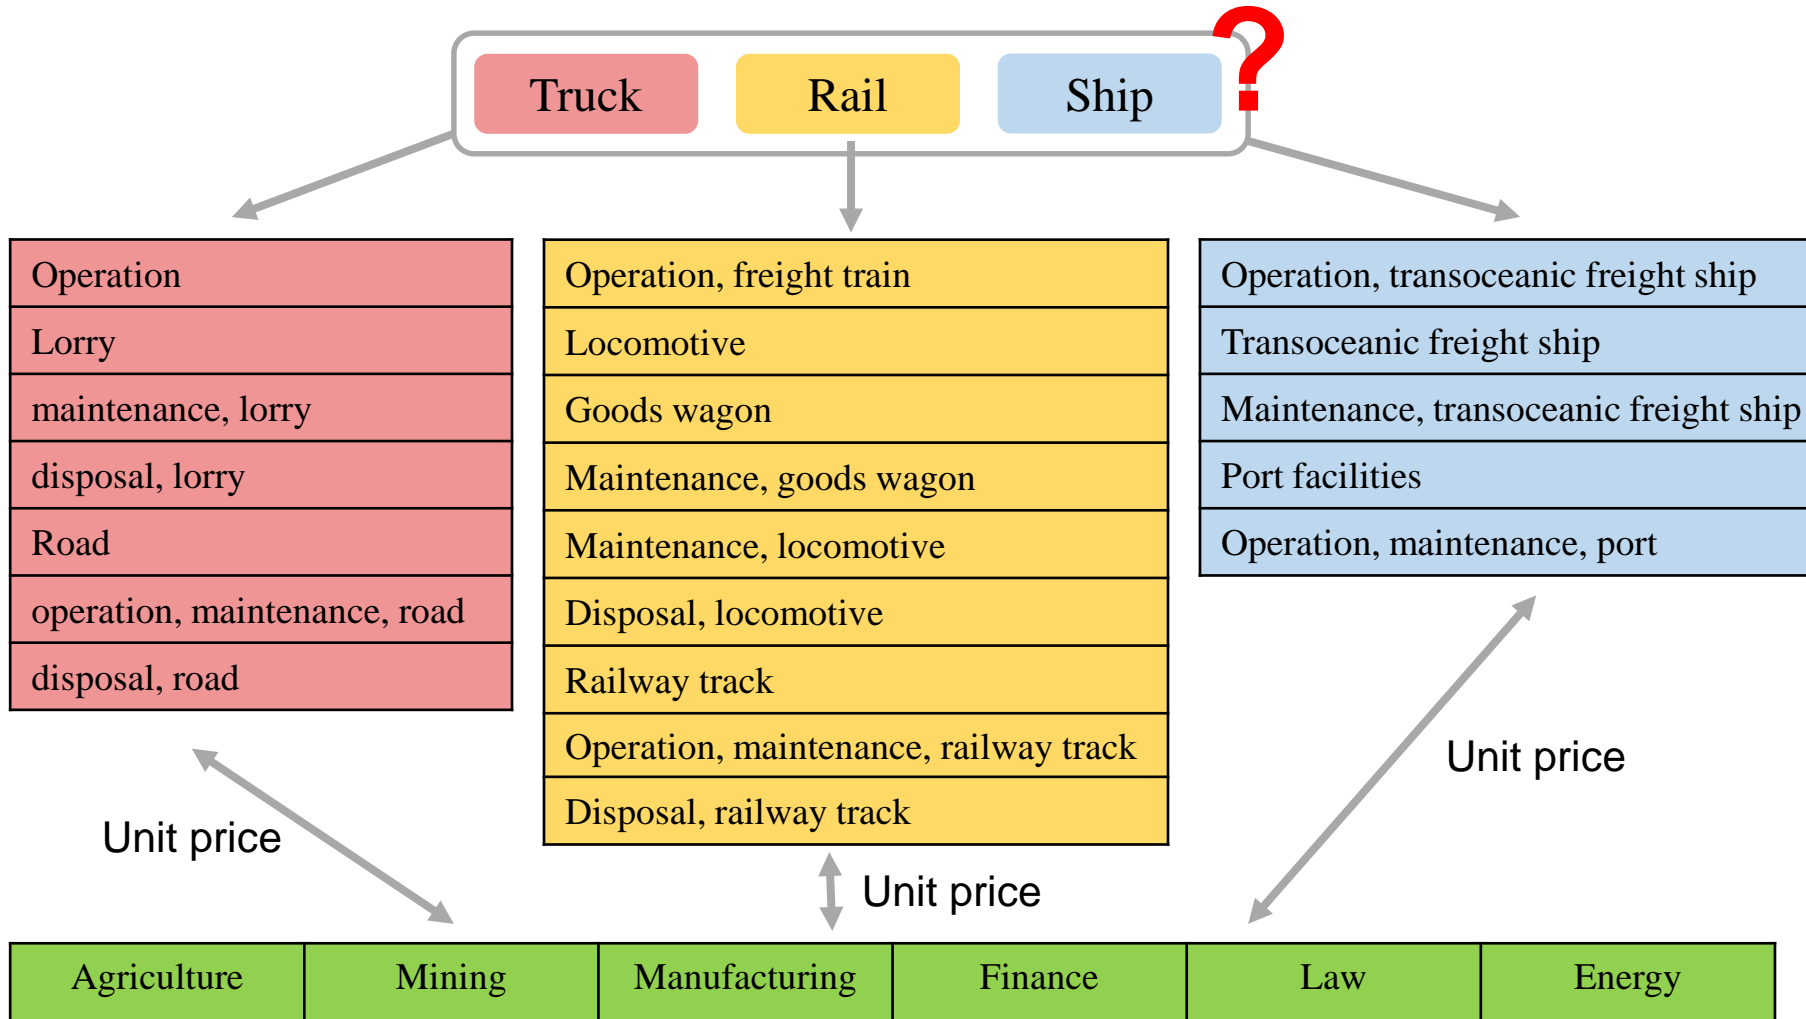 Truck
Rail
Ship
?
Operation
Lorry
maintenance, lorry
disposal, lorry
Road
operation, maintenance, road
disposal, road
Operation, freight train
Locomotive
Goods wagon
Maintenance, goods wagon
Maintenance, locomotive
Disposal, locomotive
Railway track
Operation, maintenance, railway track
Disposal, railway track
Operation, transoceanic freight ship
Transoceanic freight ship
Maintenance, transoceanic freight ship
Port facilities
Operation, maintenance, port
Unit price
Unit price
Unit price
Agriculture
Mining
Manufacturing
Finance
Law
Energy